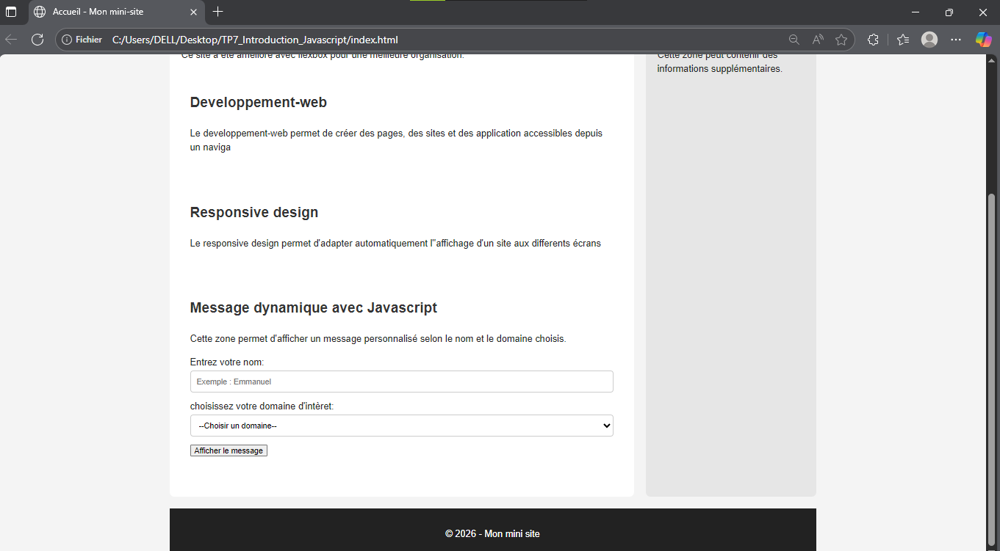 Accueil - Mon mini-site
Fichier C:/Users/DELL/Desktop/TP7_Introduction_Javascript/index.html
Ce site a été amélioré avec flexbox pour une meilleure organisation.
Cette zone peut contenir des
informations supplémentaires.
Developpement-web
Le developpement-web permet de créer des pages, des sites et des application accessibles depuis
un naviga
Responsive design
Le responsive design permet d'adapter automatiquement l''affichage d'un site aux differents écrans
Message dynamique avec Javascript
Cette zone permet d'afficher un message personnalisé selon le nom et le domaine choisis.
Entrez votre nom:
Exemple : Emmanuel
choisissez votre domaine d'intèret:
--Choisir un domaine--
Afficher le message
© 2026 - Mon mini site